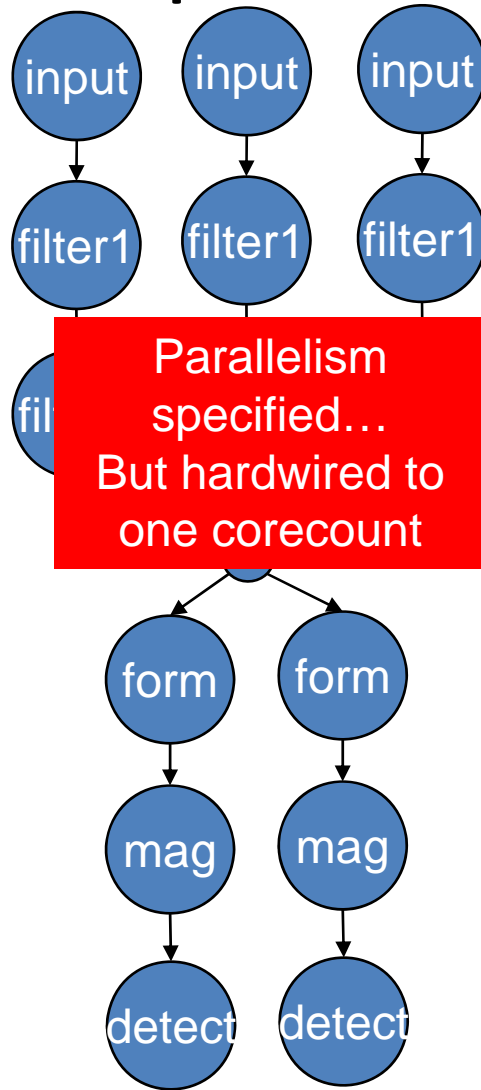 input input input
filter1 filter1 filter1
Parallelism
specified…
But hardwired to
one corecount
form form
mag mag
detect detect